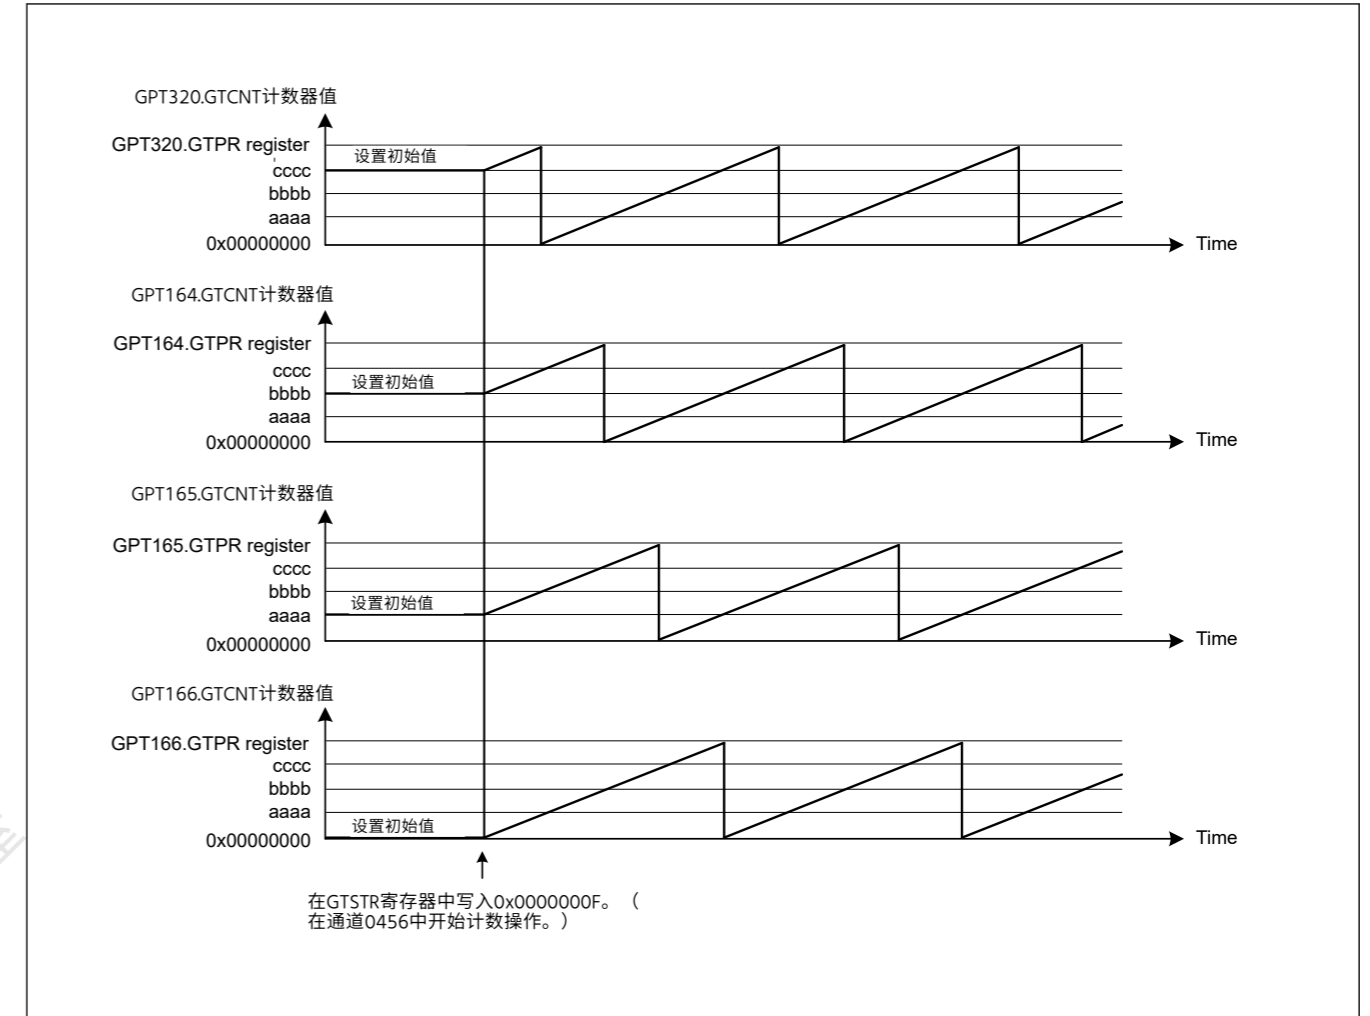 GPT320.GTCNT计数器值
GPT320.GTPR register
设置初始值
cccc
bbbb
aaaa
0x00000000
Time
GPT164.GTCNT计数器值
GPT164.GTPR register
cccc
设置初始值
bbbb
aaaa
0x00000000
Time
GPT165.GTCNT计数器值
GPT165.GTPR register
cccc
bbbb
设置初始值
aaaa
0x00000000
Time
GPT166.GTCNT计数器值
GPT166.GTPR register
cccc
bbbb
aaaa
设置初始值
0x00000000
Time
在GTSTR寄存器中写入0x0000000F。（
在通道0456中开始计数操作。）